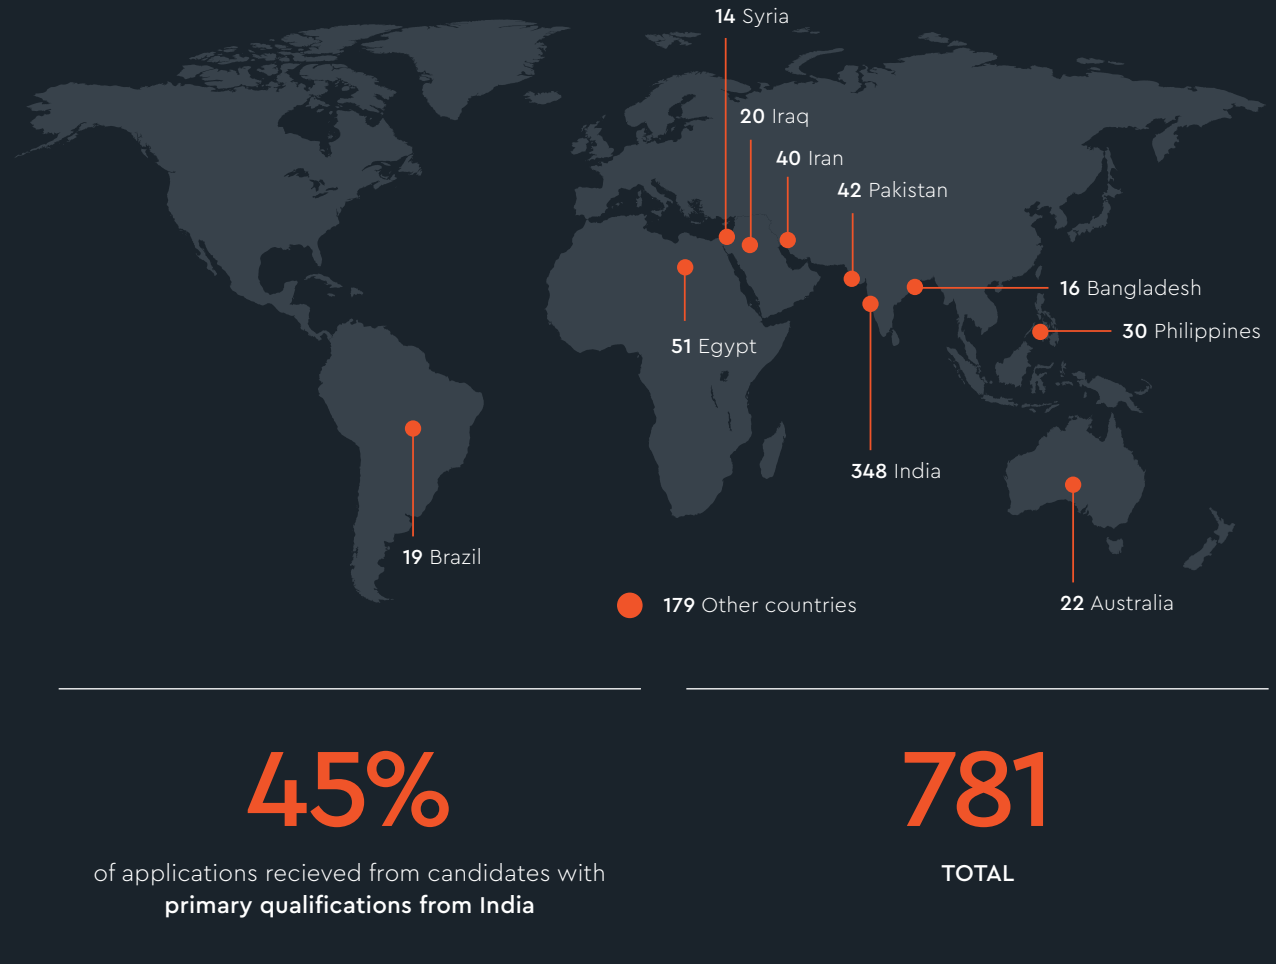 14 Syria
20 Iraq
40 Iran
42 Pakistan
16 Bangladesh
30 Philippines
51 Egypt
348 India
19 Brazil
22 Australia
179 Other countries
45%
of applications recieved from candidates with
primary qualifications from India
781
TOTAL